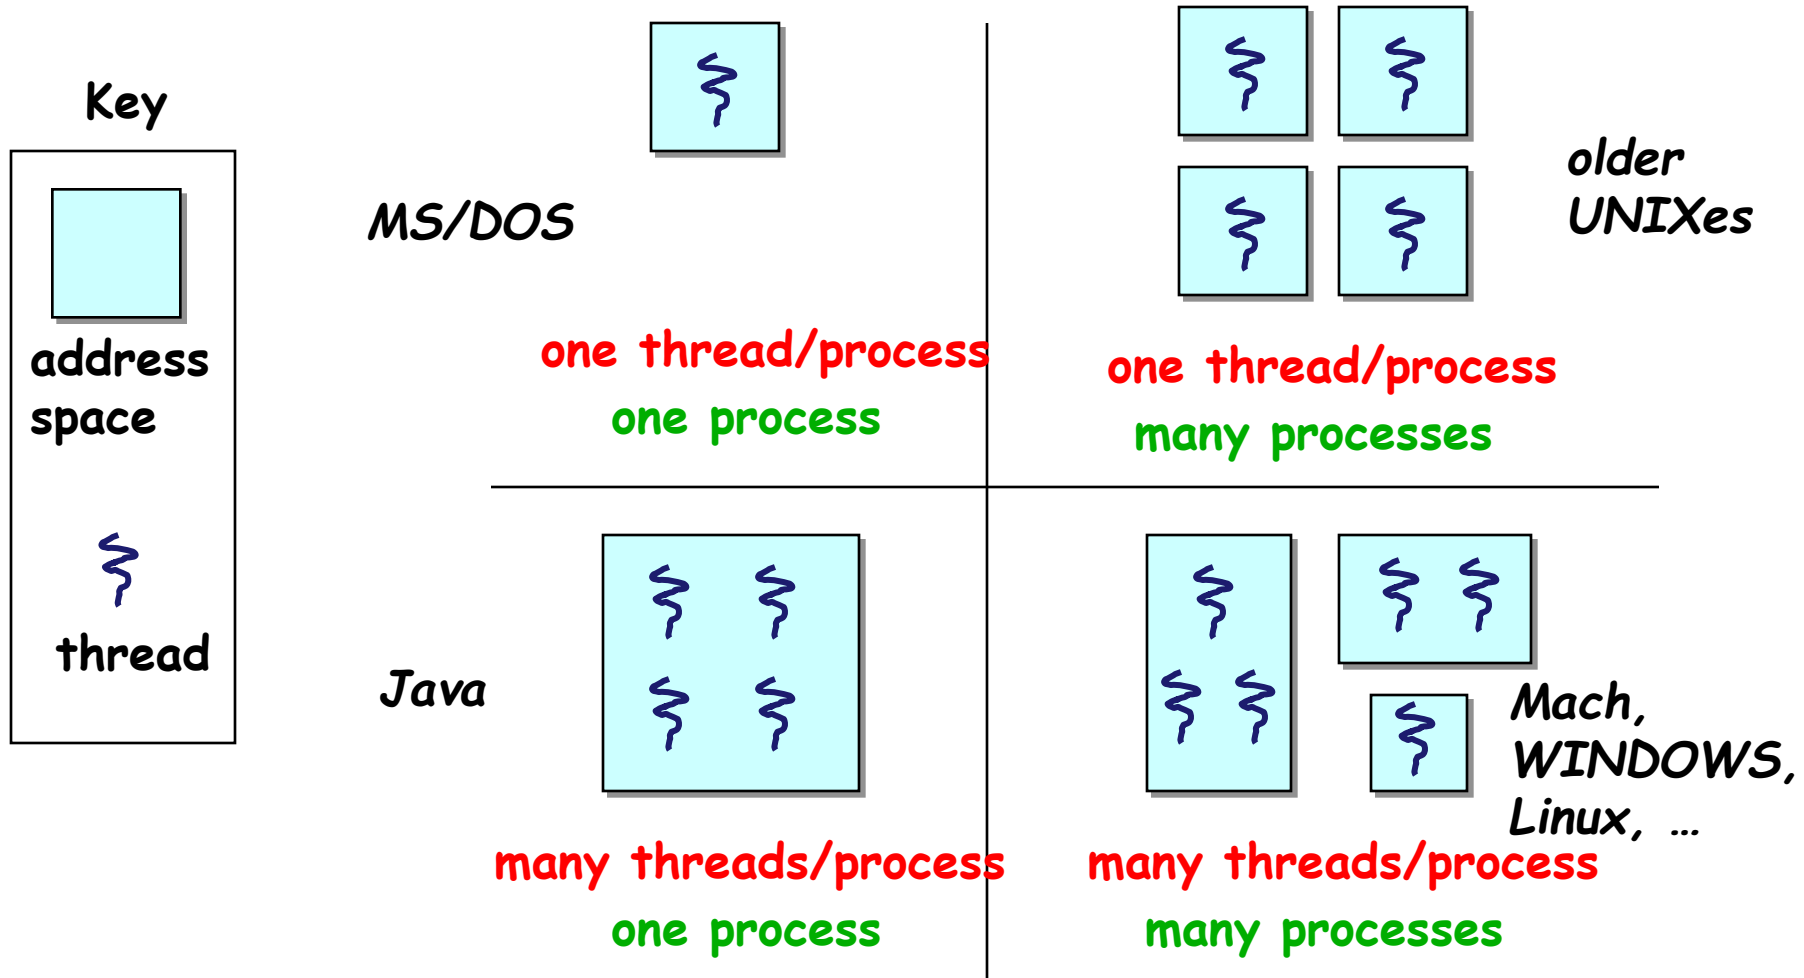 Key
address
space
thread
MS/DOS
one thread/process
one process
older
UNIXes
one thread/process
many processes
Java
many threads/process
one process
Mach,
WINDOWS,
Linux, …
many threads/process
many processes